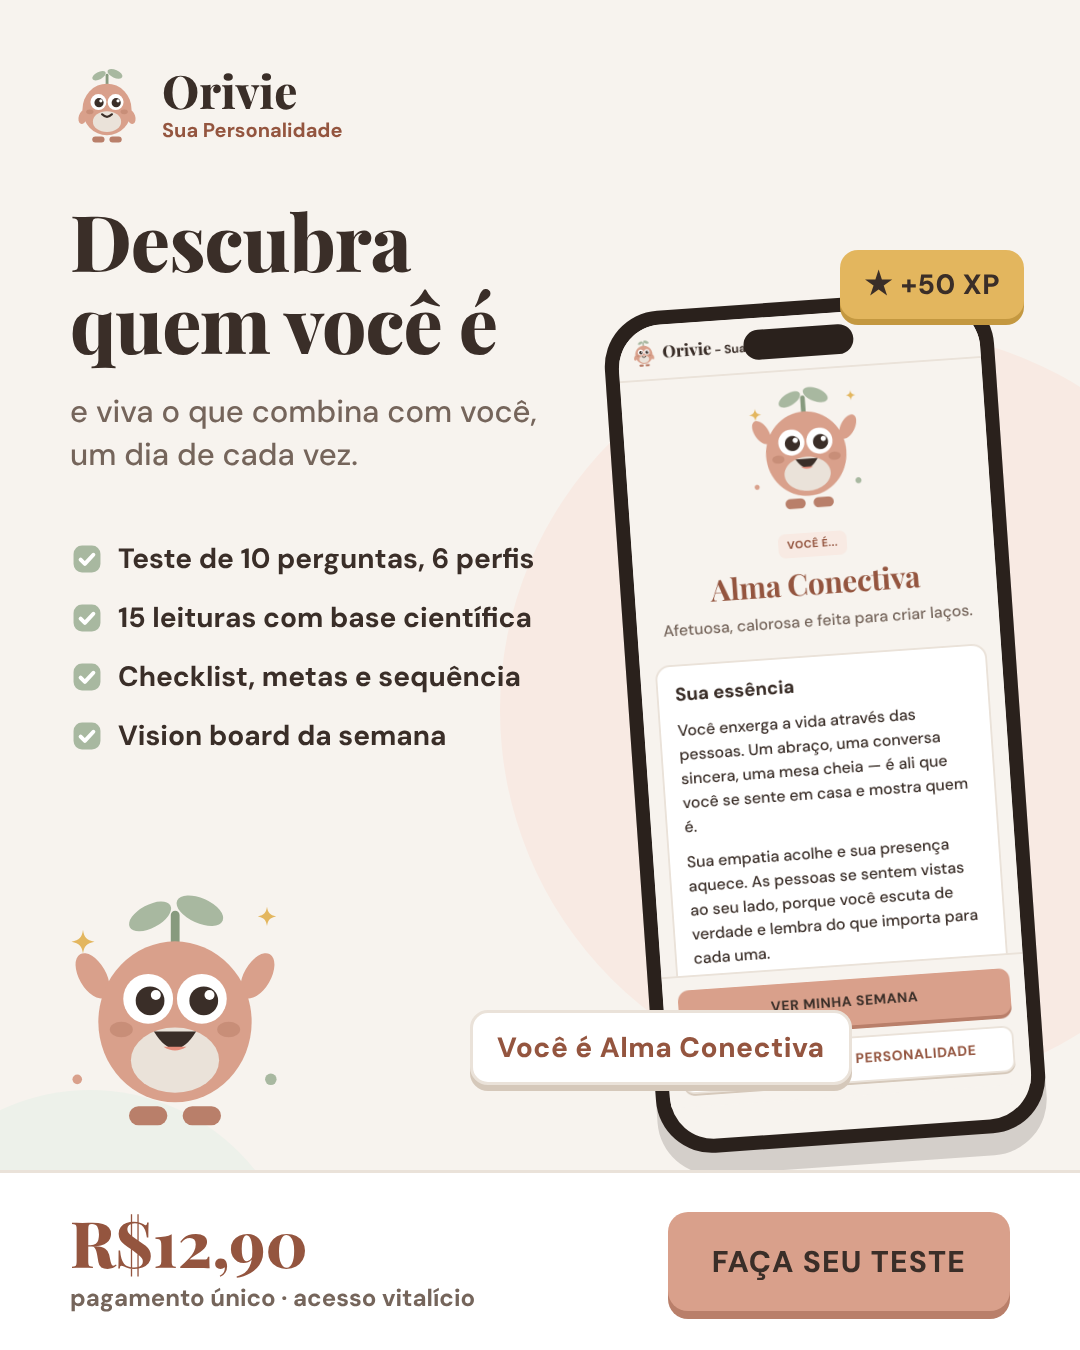 Orivie
Sua Personalidade
Descubra
quem você é
e viva o que combina com você,
um dia de cada vez.
Teste de 10 perguntas, 6 perfis
15 leituras com base científica
Checklist, metas e sequência
Vision board da semana
★ +50 XP
Orivie - Sua
VOCÊ É...
Alma Conectiva
Afetuosa, calorosa e feita para criar laços.
Sua essência
Você enxerga a vida através das
pessoas. Um abraço, uma conversa
sincera, uma mesa cheia — é ali que
você se sente em casa e mostra quem
é.
Sua empatia acolhe e sua presença
aquece. As pessoas se sentem vistas
ao seu lado, porque você escuta de
verdade e lembra do que importa para
cada uma.
VER MINHA SEMANA
PERSONALIDADE
Você é Alma Conectiva
R$12,90
pagamento único · acesso vitalício
FAÇA SEU TESTE